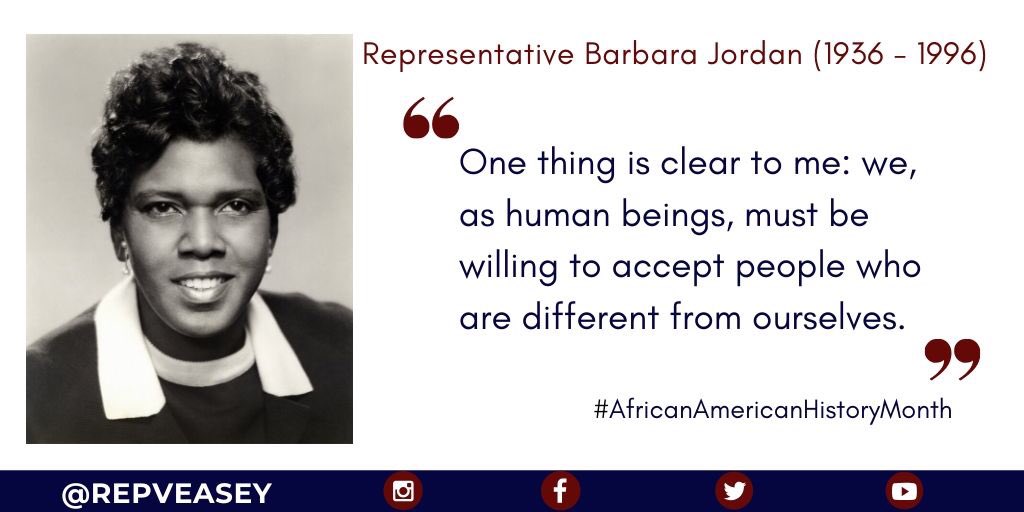 Representative Barbara Jordan (1936 - 1996)
“
One thing is clear to me: we,
as human beings, must be
willing to accept people who
are different from ourselves.
”
#AfricanAmericanHistoryMonth
@REPVEASEY